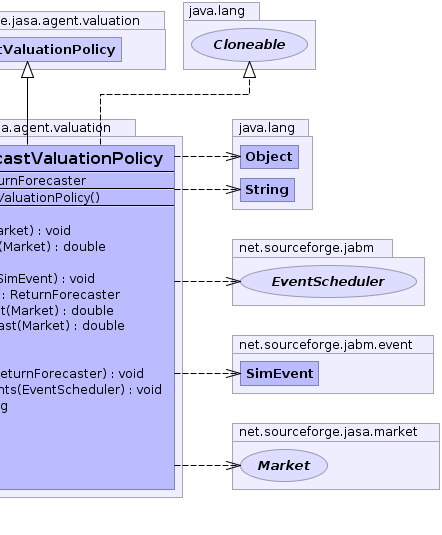 e.jasa.agent.valuation
java.lang
tValuationPolicy
Cloneable
a.agent.valuation
java.lang
castValuationPolicy
Object
urnForecaster
String
ValuationPolicy()
arket) : void
(Market) : double
net.sourceforge.jabm
SimEvent) : void
EventScheduler
: ReturnForecaster
t(Market) : double
ast(Market) : double
net.sourceforge.jabm.event
eturnForecaster) : void
SimEvent
nts(EventScheduler) : void
g
net.sourceforge.jasa.market
Market